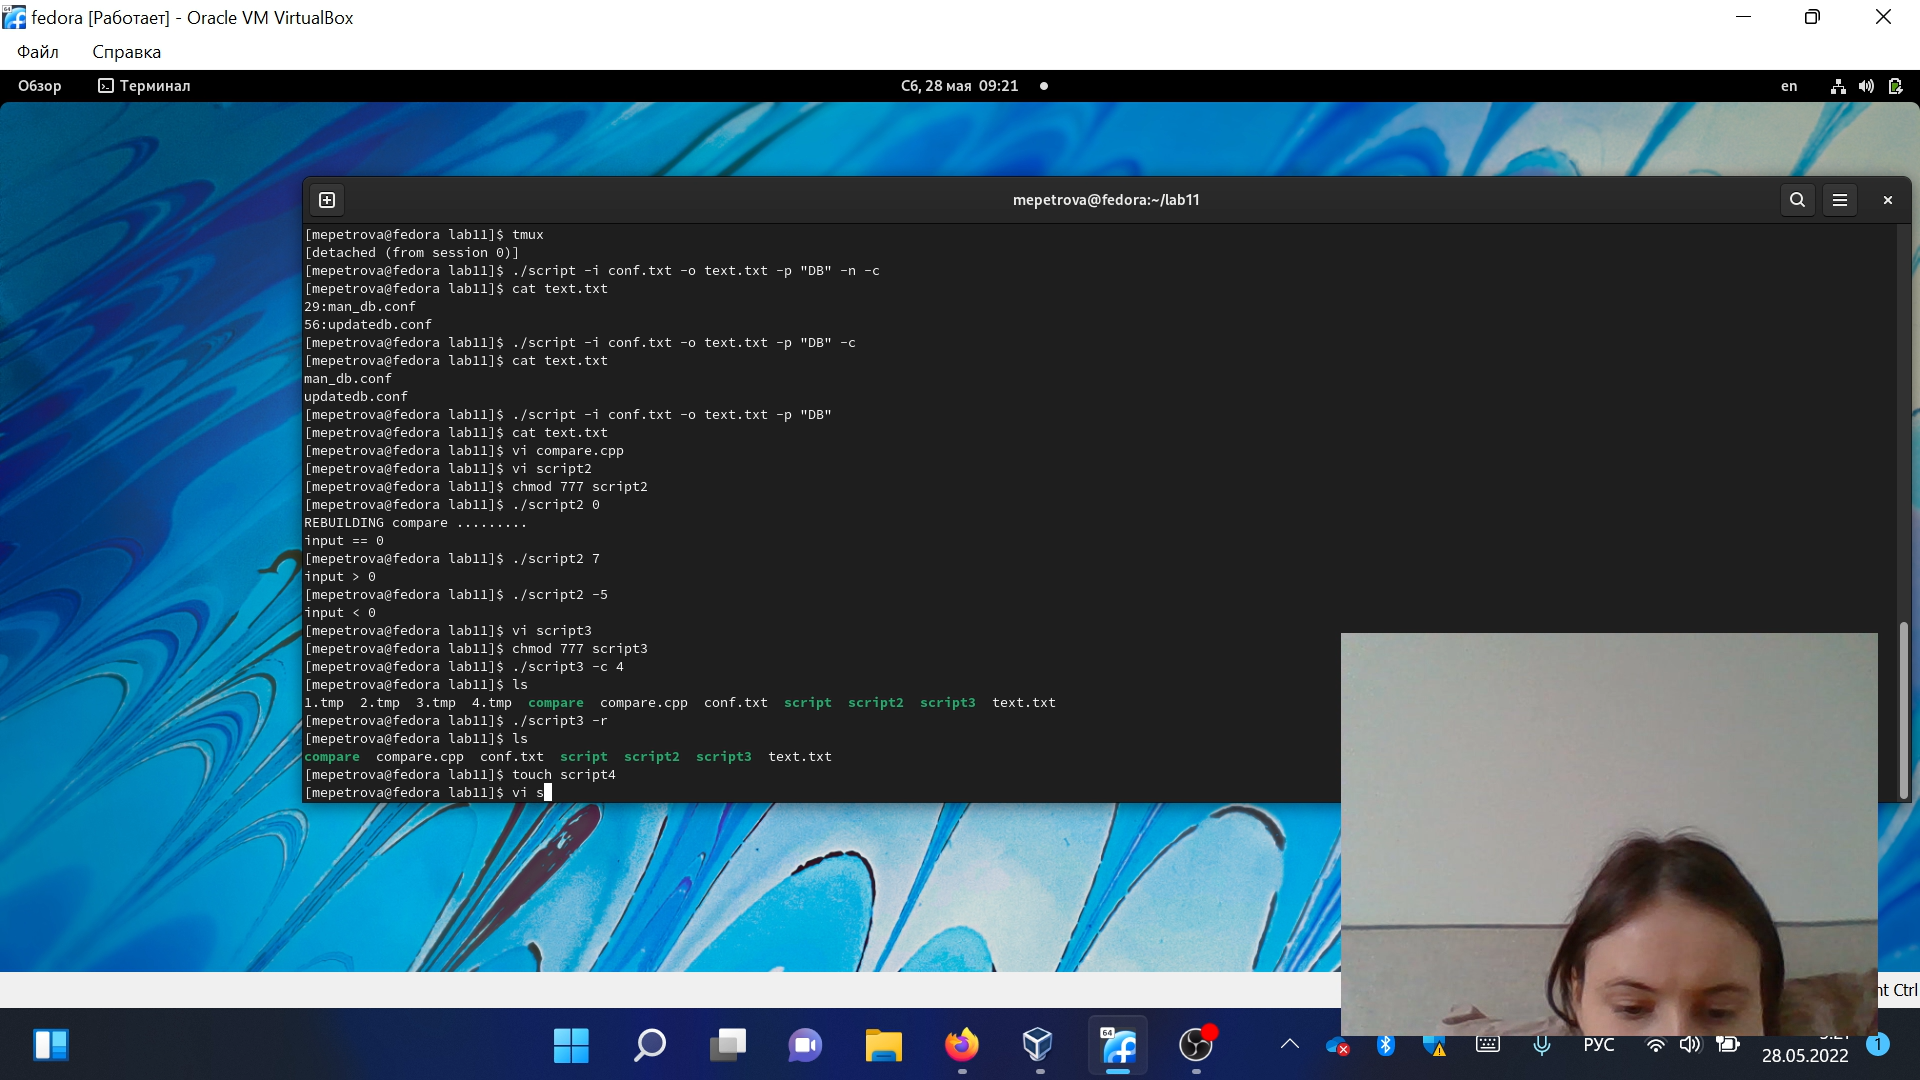 fedora [Работает] - Oracle VM VirtualBox
Файл Справка
Обзор Терминал Сб, 28 мая 09:21 en
mepetrova@fedora:~/lab11
[mepetrova@fedora lab11]$ tmux
[detached (from session 0)]
[mepetrova@fedora lab11]$ ./script -i conf.txt -o text.txt -p "DB" -n -c
[mepetrova@fedora lab11]$ cat text.txt
29:man_db.conf
56:updatedb.conf
[mepetrova@fedora lab11]$ ./script -i conf.txt -o text.txt -p "DB" -c
[mepetrova@fedora lab11]$ cat text.txt
man_db.conf
updatedb.conf
[mepetrova@fedora lab11]$ ./script -i conf.txt -o text.txt -p "DB"
[mepetrova@fedora lab11]$ cat text.txt
[mepetrova@fedora lab11]$ vi compare.cpp
[mepetrova@fedora lab11]$ vi script2
[mepetrova@fedora lab11]$ chmod 777 script2
[mepetrova@fedora lab11]$ ./script2 0
REBUILDING compare .........
input == 0
[mepetrova@fedora lab11]$ ./script2 7
input > 0
[mepetrova@fedora lab11]$ ./script2 -5
input < 0
[mepetrova@fedora lab11]$ vi script3
[mepetrova@fedora lab11]$ chmod 777 script3
[mepetrova@fedora lab11]$ ./script3 -c 4
[mepetrova@fedora lab11]$ ls
1.tmp 2.tmp 3.tmp 4.tmp compare compare.cpp conf.txt script script2 script3 text.txt
[mepetrova@fedora lab11]$ ./script3 -r
[mepetrova@fedora lab11]$ ls
compare compare.cpp conf.txt script script2 script3 text.txt
[mepetrova@fedora lab11]$ touch script4
[mepetrova@fedora lab11]$ vi s
Ctrl
64
РУС
28.05.2022
1